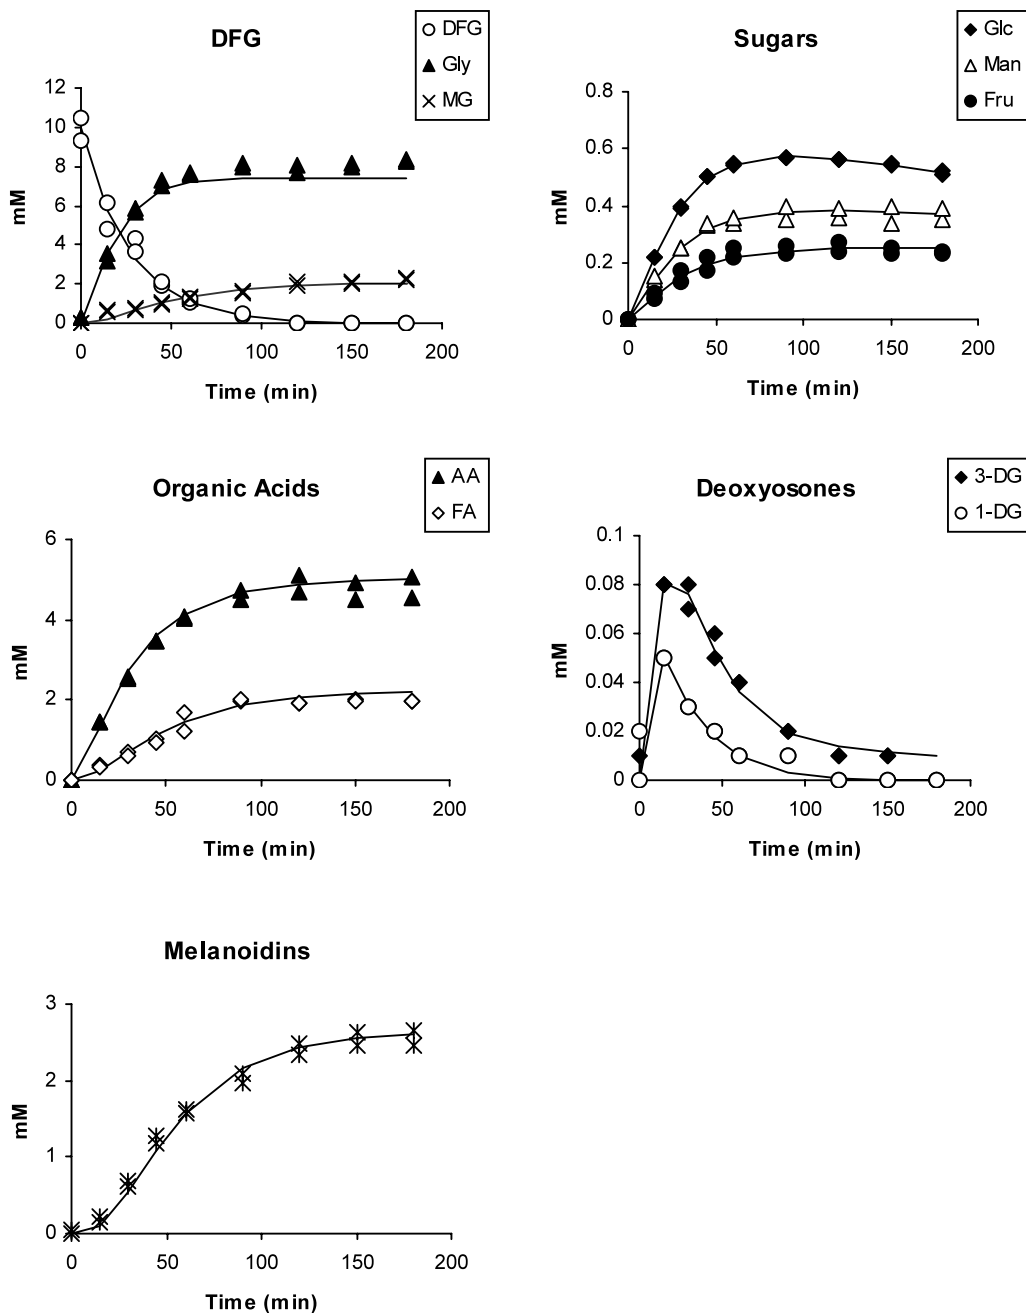 DFG
DFG
Gly
MG
12
10
8
6
4
2
0
mM
0 50 100 150 200
Time (min)
Sugars
Glc
Man
Fru
0.8
0.6
0.4
0.2
0
mM
0 50 100 150 200
Time (min)
Organic Acids
AA
FA
6
4
2
0
mM
0 50 100 150 200
Time (min)
Deoxyosones
3-DG
1-DG
0.1
0.08
0.06
0.04
0.02
0
mM
0 50 100 150 200
Time (min)
Melanoidins
3
2
1
0
mM
0 50 100 150 200
Time (min)